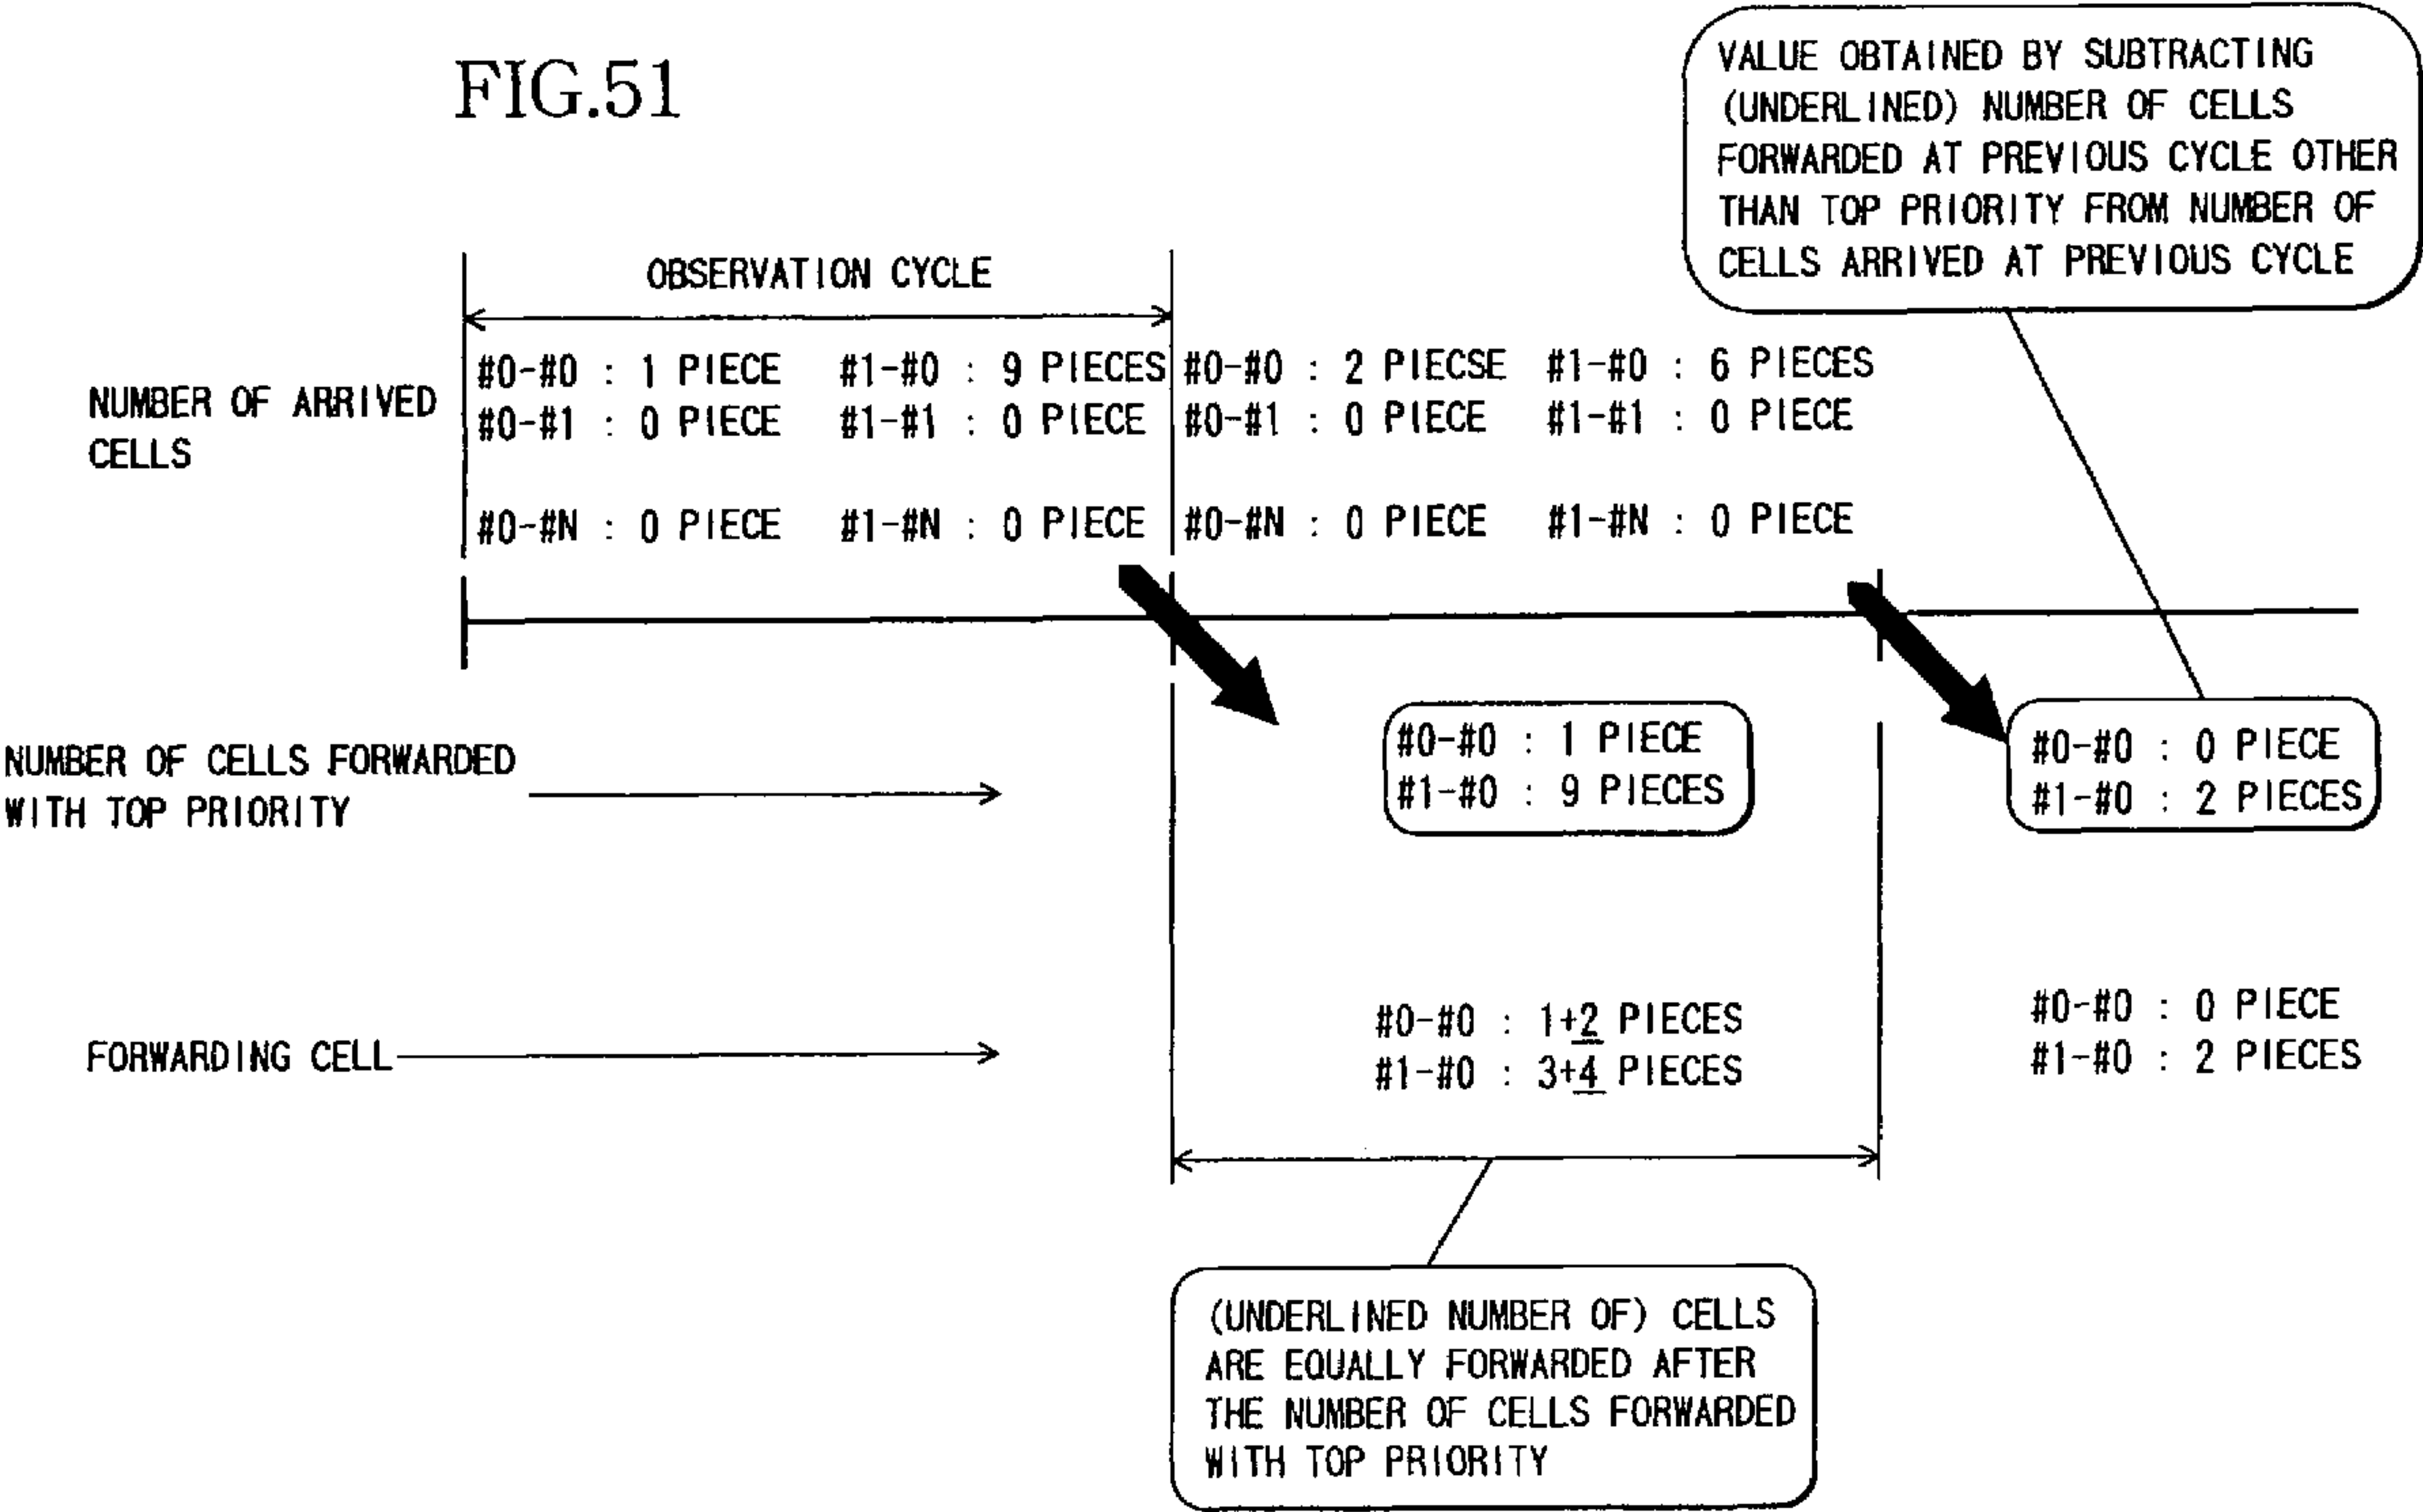 FIG.51
VALUE OBTAINED BY SUBTRACTING
(UNDERLINED) NUMBER OF CELLS
FORWARDED AT PREVIOUS CYCLE OTHER
THAN TOP PRIORITY FROM NUMBER OF
CELLS ARRIVED AT PREVIOUS CYCLE
OBSERVATION CYCLE
NUMBER OF ARRIVED
CELLS
#0-#0 : 1 PIECE #1-#0 : 9 PIECES #0-#0 : 2 PIECSE #1-#0 : 6 PIECES
#0-#1 : 0 PIECE #1-#1 : 0 PIECE #0-#1 : 0 PIECE #1-#1 : 0 PIECE
#0-#N : 0 PIECE #1-#N : 0 PIECE #0-#N : 0 PIECE #1-#N : 0 PIECE
NUMBER OF CELLS FORWARDED
WITH TOP PRIORITY
#0-#0 : 1 PIECE
#1-#0 : 9 PIECES
#0-#0 : 0 PIECE
#1-#0 : 2 PIECES
FORWARDING CELL
#0-#0 : 1+2 PIECES
#1-#0 : 3+4 PIECES
#0-#0 : 0 PIECE
#1-#0 : 2 PIECES
(UNDERLINED NUMBER OF) CELLS
ARE EQUALLY FORWARDED AFTER
THE NUMBER OF CELLS FORWARDED
WITH TOP PRIORITY